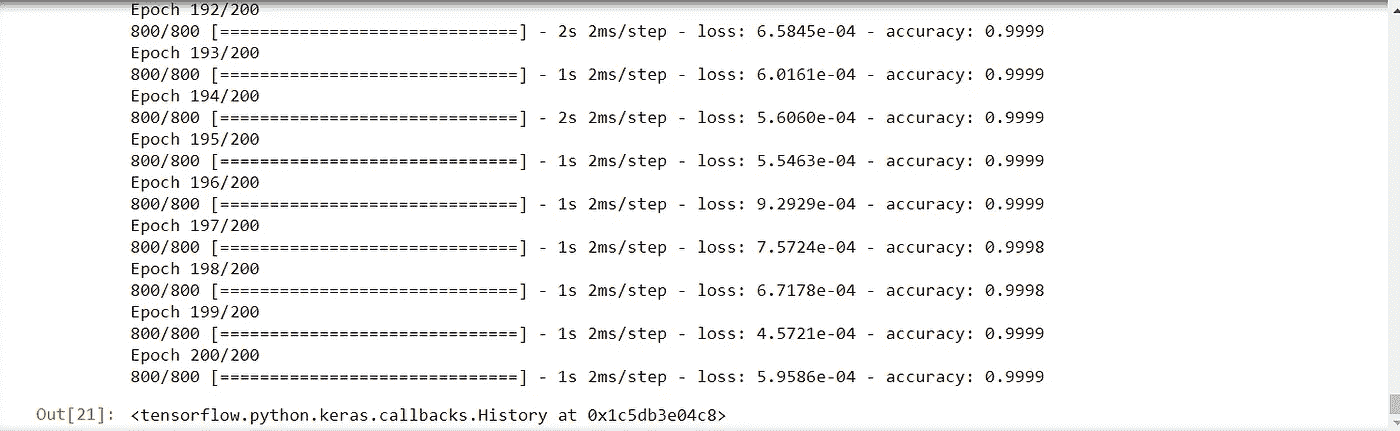 Epoch 192/200
800/800 [==============================] - 2s 2ms/step - loss: 6.5845e-04 - accuracy: 0.9999
Epoch 193/200
800/800 [==============================] - 1s 2ms/step - loss: 6.0161e-04 - accuracy: 0.9999
Epoch 194/200
800/800 [==============================] - 2s 2ms/step - loss: 5.6060e-04 - accuracy: 0.9999
Epoch 195/200
800/800 [==============================] - 1s 2ms/step - loss: 5.5463e-04 - accuracy: 0.9999
Epoch 196/200
800/800 [==============================] - 1s 2ms/step - loss: 9.2929e-04 - accuracy: 0.9999
Epoch 197/200
800/800 [==============================] - 1s 2ms/step - loss: 7.5724e-04 - accuracy: 0.9998
Epoch 198/200
800/800 [==============================] - 1s 2ms/step - loss: 6.7178e-04 - accuracy: 0.9998
Epoch 199/200
800/800 [==============================] - 1s 2ms/step - loss: 4.5721e-04 - accuracy: 0.9999
Epoch 200/200
800/800 [==============================] - 1s 2ms/step - loss: 5.9586e-04 - accuracy: 0.9999
Out[21]: <tensorflow.python.keras.callbacks.History at 0x1c5db3e04c8>